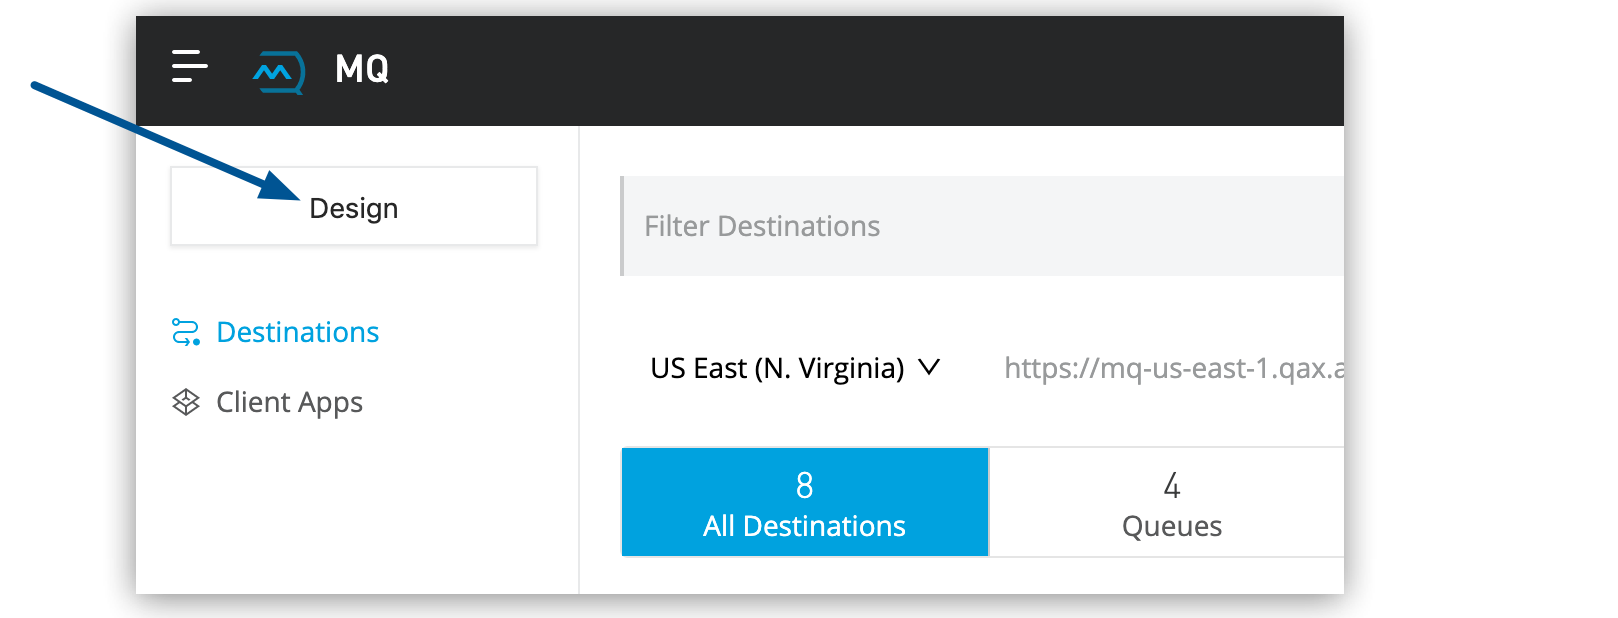 MQ
Design
Destinations
Client Apps
Filter Destinations
US East (N. Virginia) https://mq-us-east-1.qax.a
8
All Destinations
4
Queues